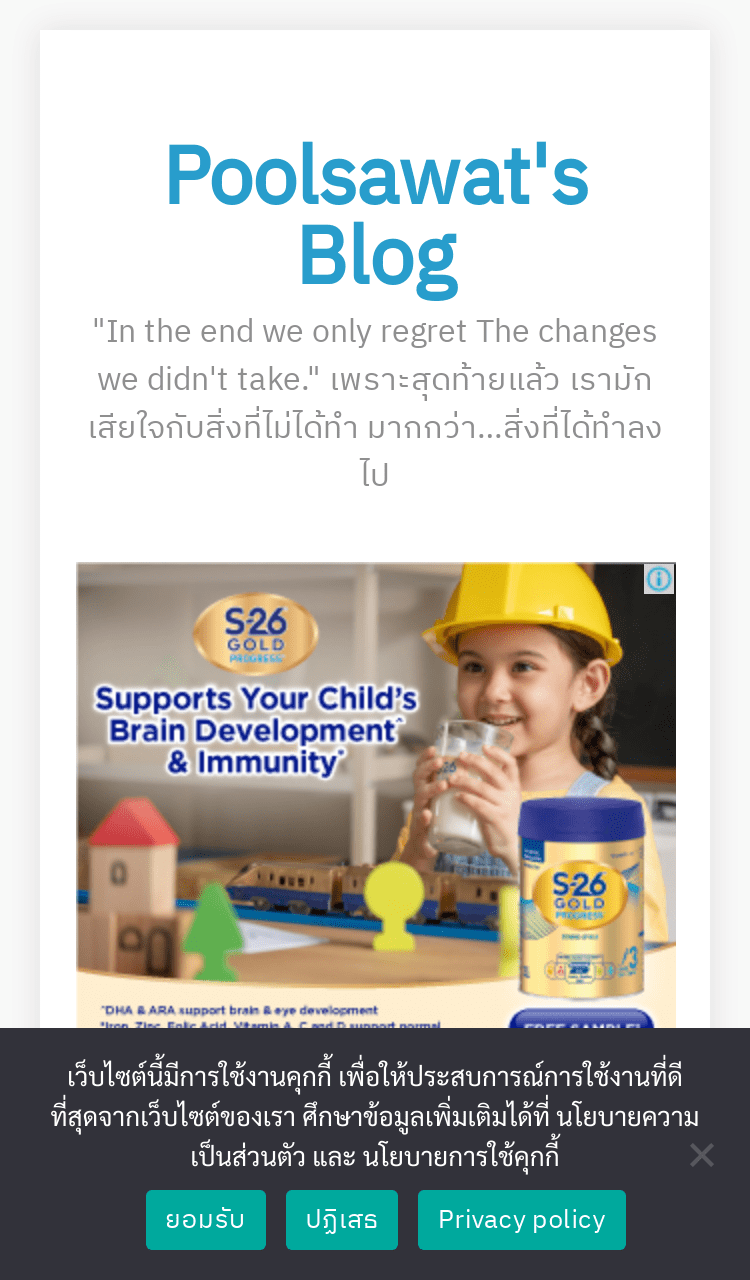 Poolsawat's
Blog
"In the end we only regret The changes
we didn't take." เพราะสุดท้ายแล้ว เรามัก
เสียใจกับสิ่งที่ไม่ได้ทำ มากกว่า...สิ่งที่ได้ทำลง
ไป
S-26
GOLD
PROGRESS
Supports Your Child's
Brain Development^
& Immunity*
S-26
GOLD
PROGRESS
3
^DHA & ARA support brain & eye development
*Iron, Zinc, Folic Acid, Vitamin A, C and D support normal
FREE SAMPLE!
เว็บไซต์นี้มีการใช้งานคุกกี้ เพื่อให้ประสบการณ์การใช้งานที่ดี
ที่สุดจากเว็บไซต์ของเรา ศึกษาข้อมูลเพิ่มเติมได้ที่ นโยบายความ
เป็นส่วนตัว และ นโยบายการใช้คุกกี้
ยอมรับ
ปฏิเสธ
Privacy policy